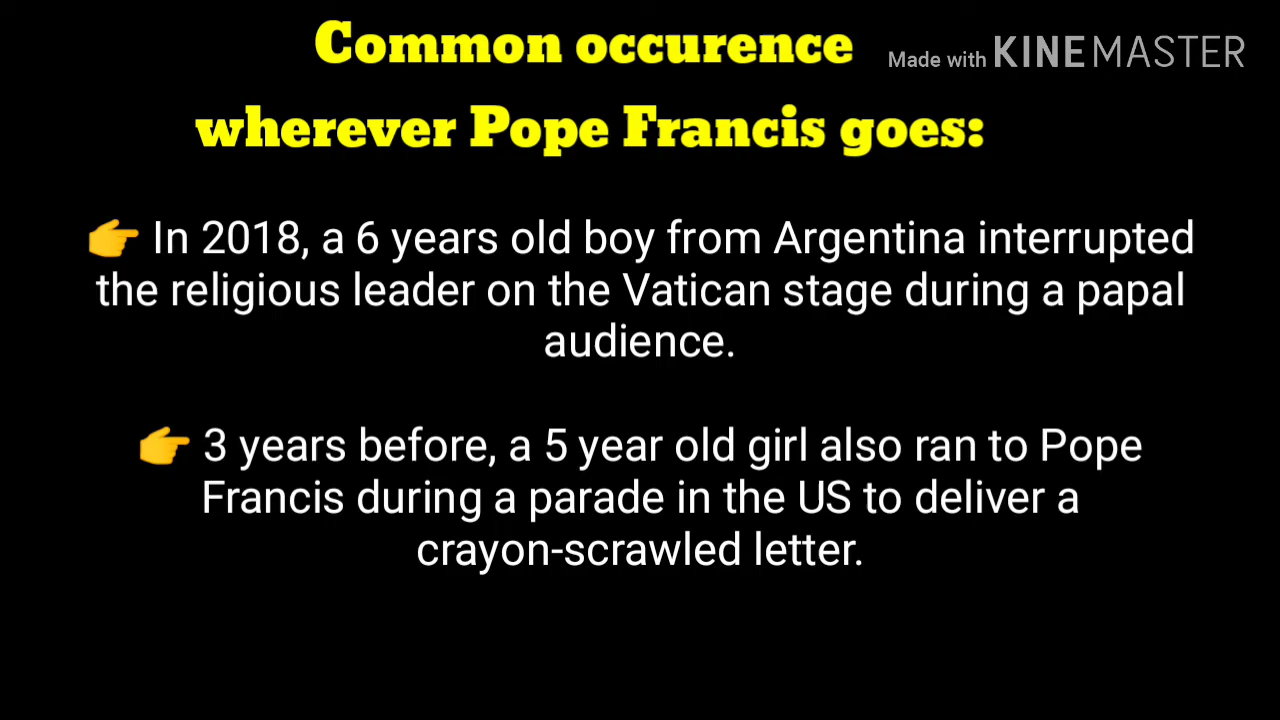 Common occurence
Made with KINEMASTER
wherever Pope Francis goes:
👉 In 2018, a 6 years old boy from Argentina interrupted
the religious leader on the Vatican stage during a papal
audience.
👉 3 years before, a 5 year old girl also ran to Pope
Francis during a parade in the US to deliver a
crayon-scrawled letter.